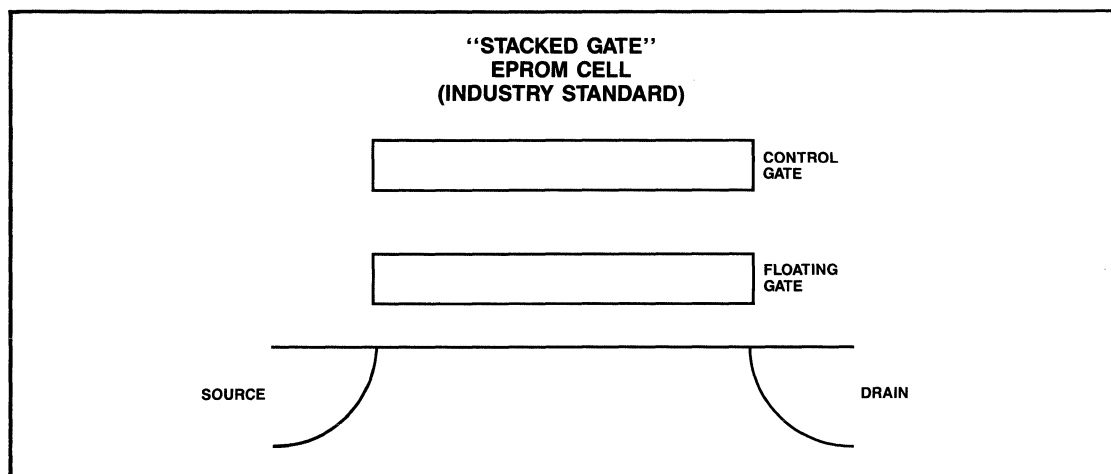 “STACKED GATE”
EPROM CELL
(INDUSTRY STANDARD)
CONTROL
GATE
FLOATING
GATE
SOURCE
DRAIN